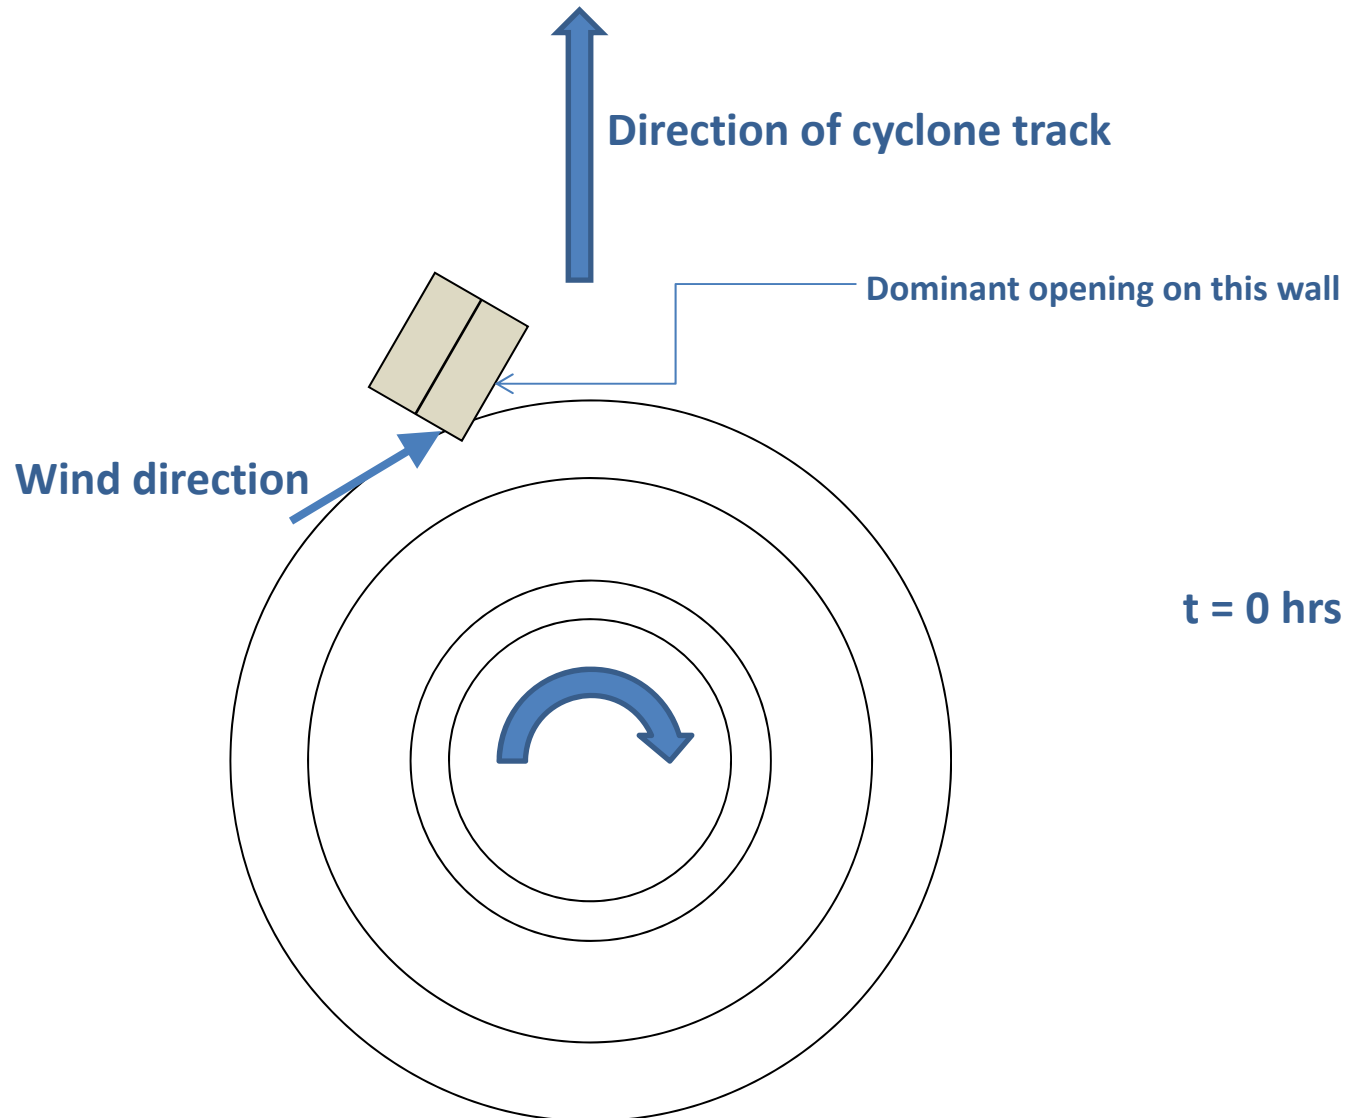 Direction of cyclone track
Dominant opening on this wall
Wind direction
t = 0 hrs